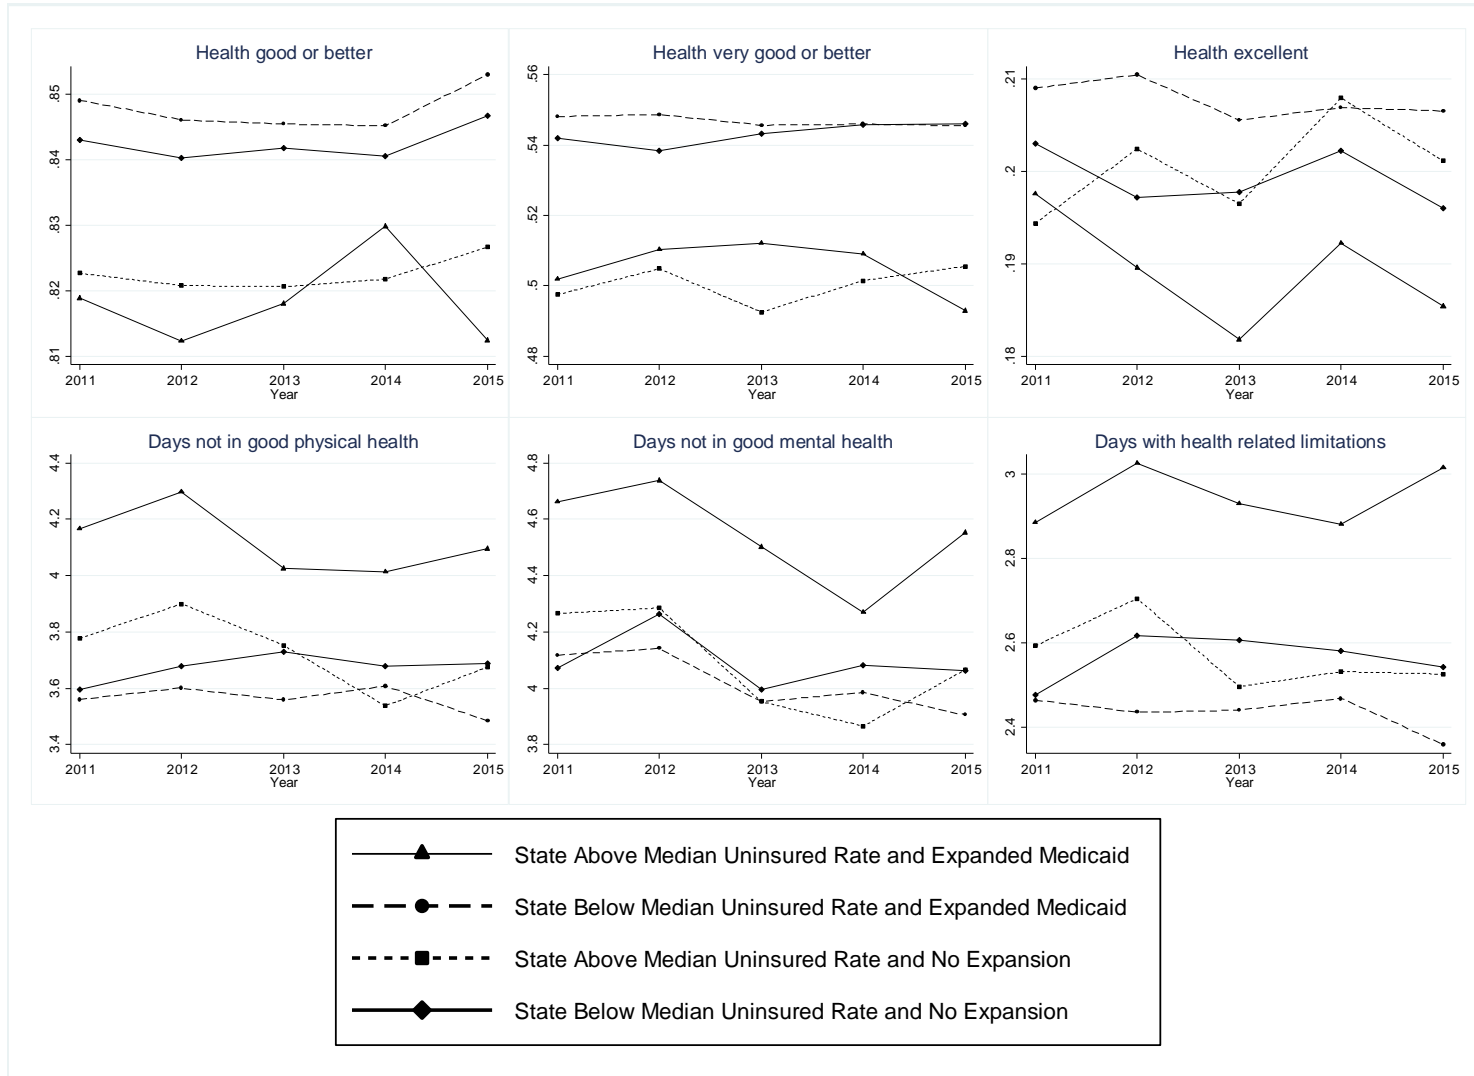 Health good or better
.85
.84
.83
.82
.81
2011 2012 2013 2014 2015
Year
Health very good or better
.56
.54
.52
.5
.48
2011 2012 2013 2014 2015
Year
Health excellent
.21
.2
.19
.18
2011 2012 2013 2014 2015
Year
Days not in good physical health
4.4
4.2
4
3.8
3.6
3.4
2011 2012 2013 2014 2015
Year
Days not in good mental health
4.8
4.6
4.4
4.2
4
3.8
2011 2012 2013 2014 2015
Year
Days with health related limitations
3
2.8
2.6
2.4
2011 2012 2013 2014 2015
Year
State Above Median Uninsured Rate and Expanded Medicaid
State Below Median Uninsured Rate and Expanded Medicaid
State Above Median Uninsured Rate and No Expansion
State Below Median Uninsured Rate and No Expansion